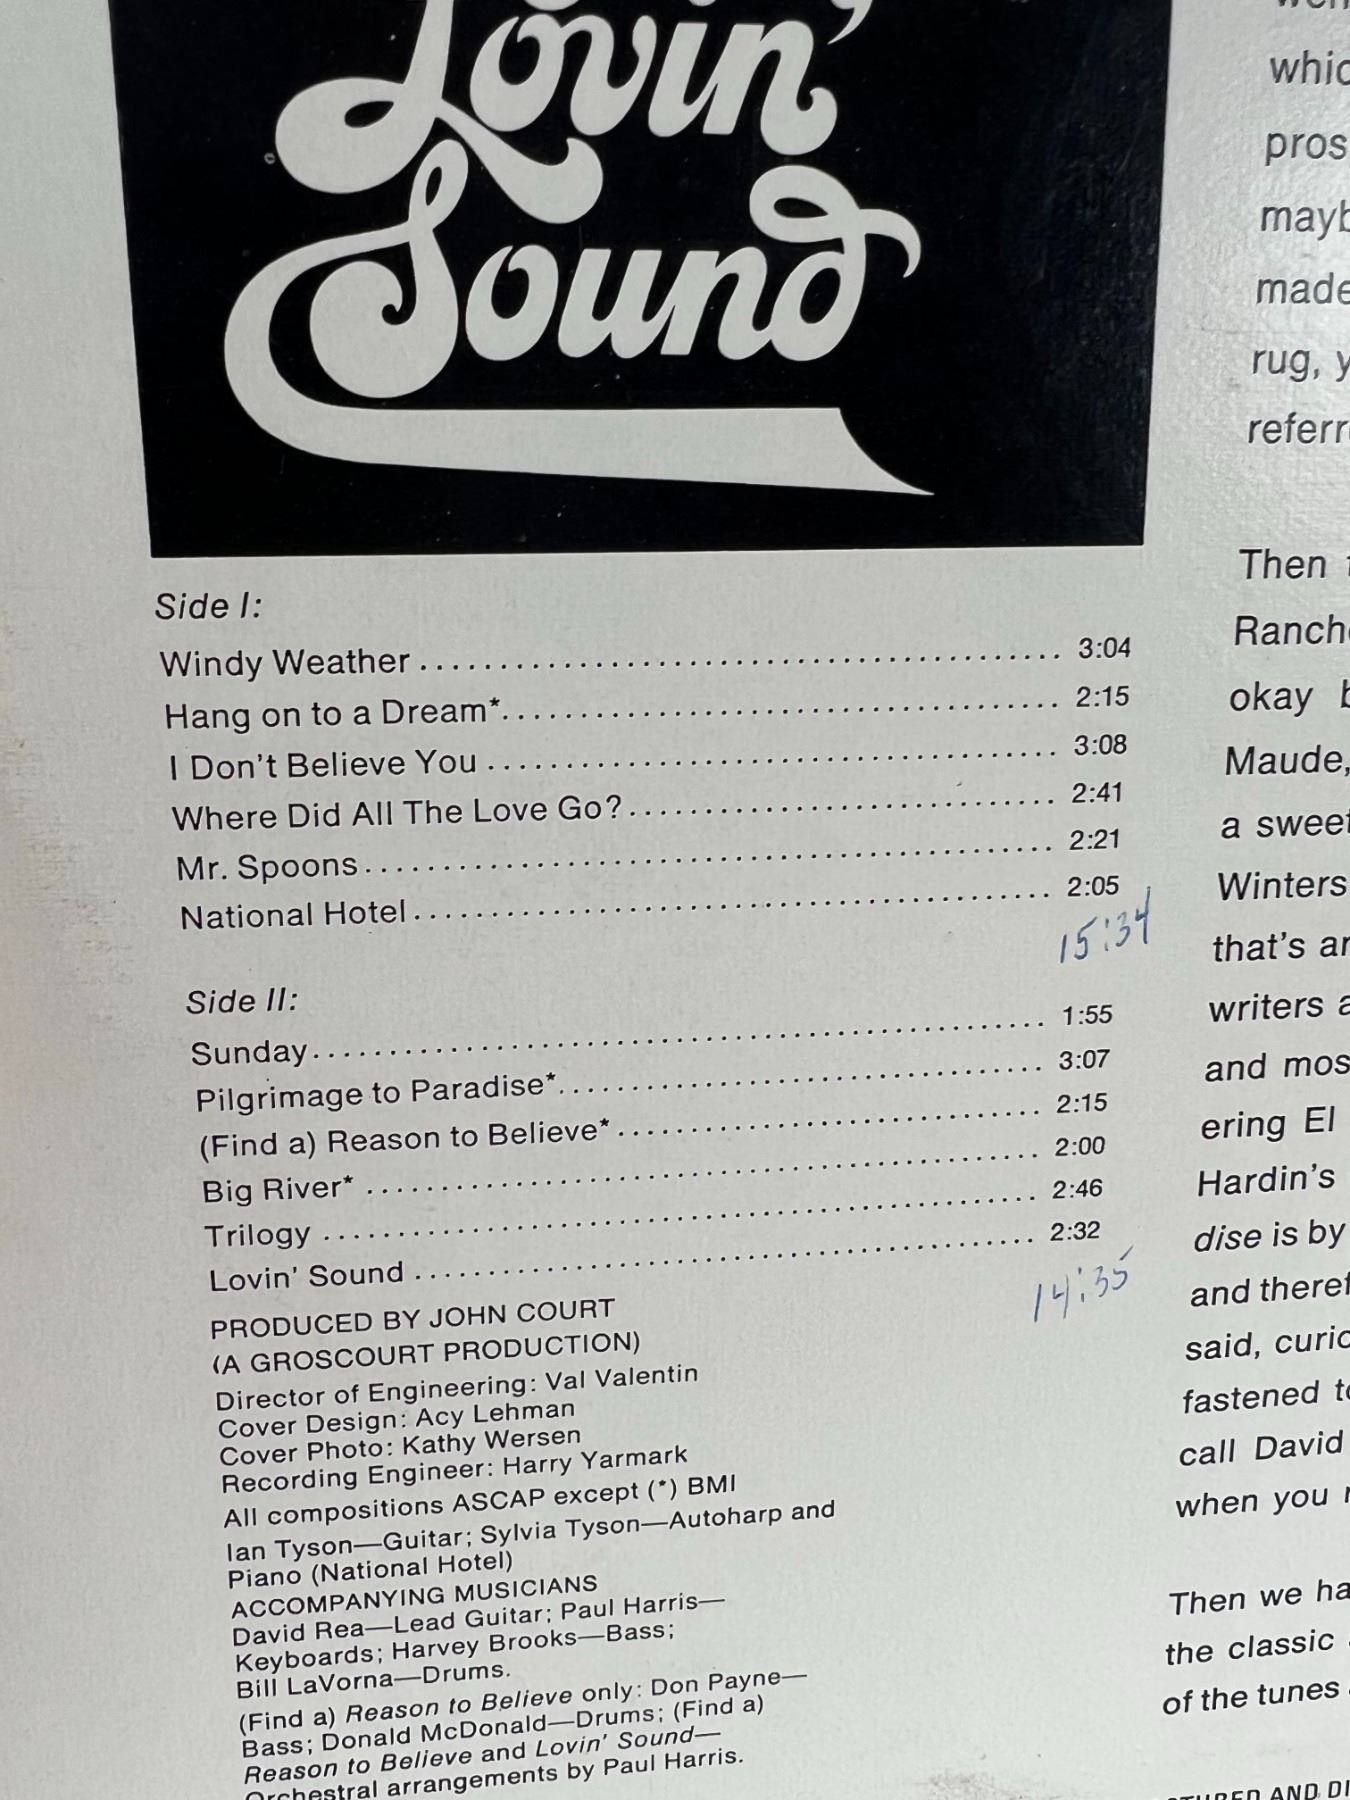 Lovin'
Sound
Side I:
Windy Weather 3:04
Hang on to a Dream* 2:15
I Don't Believe You 3:08
Where Did All The Love Go? 2:41
Mr. Spoons 2:21
National Hotel 2:05
15:34
Side II:
Sunday 1:55
Pilgrimage to Paradise* 3:07
(Find a) Reason to Believe* 2:15
Big River* 2:00
Trilogy 2:46
Lovin' Sound 2:32
14:35
PRODUCED BY JOHN COURT
(A GROSCOURT PRODUCTION)
Director of Engineering: Val Valentin
Cover Design: Acy Lehman
Cover Photo: Kathy Wersen
Recording Engineer: Harry Yarmark
All compositions ASCAP except (*) BMI
Ian Tyson—Guitar; Sylvia Tyson—Autoharp and
Piano (National Hotel)
ACCOMPANYING MUSICIANS
David Rea—Lead Guitar; Paul Harris—
Keyboards; Harvey Brooks—Bass;
Bill LaVorna—Drums.
(Find a) Reason to Believe only: Don Payne—
Bass; Donald McDonald—Drums; (Find a)
Reason to Believe and Lovin' Sound—
Orchestral arrangements by Paul Harris.
whic
pros
mayb
made
rug, y
referr
Then
Ranch
okay
Maude,
a sweet
Winters
that's ar
writers a
and mos
ering El
Hardin's
dise is by
and theref
said, curio
fastened to
call David
when you
Then we ha
the classic
of the tunes
TURED AND DI